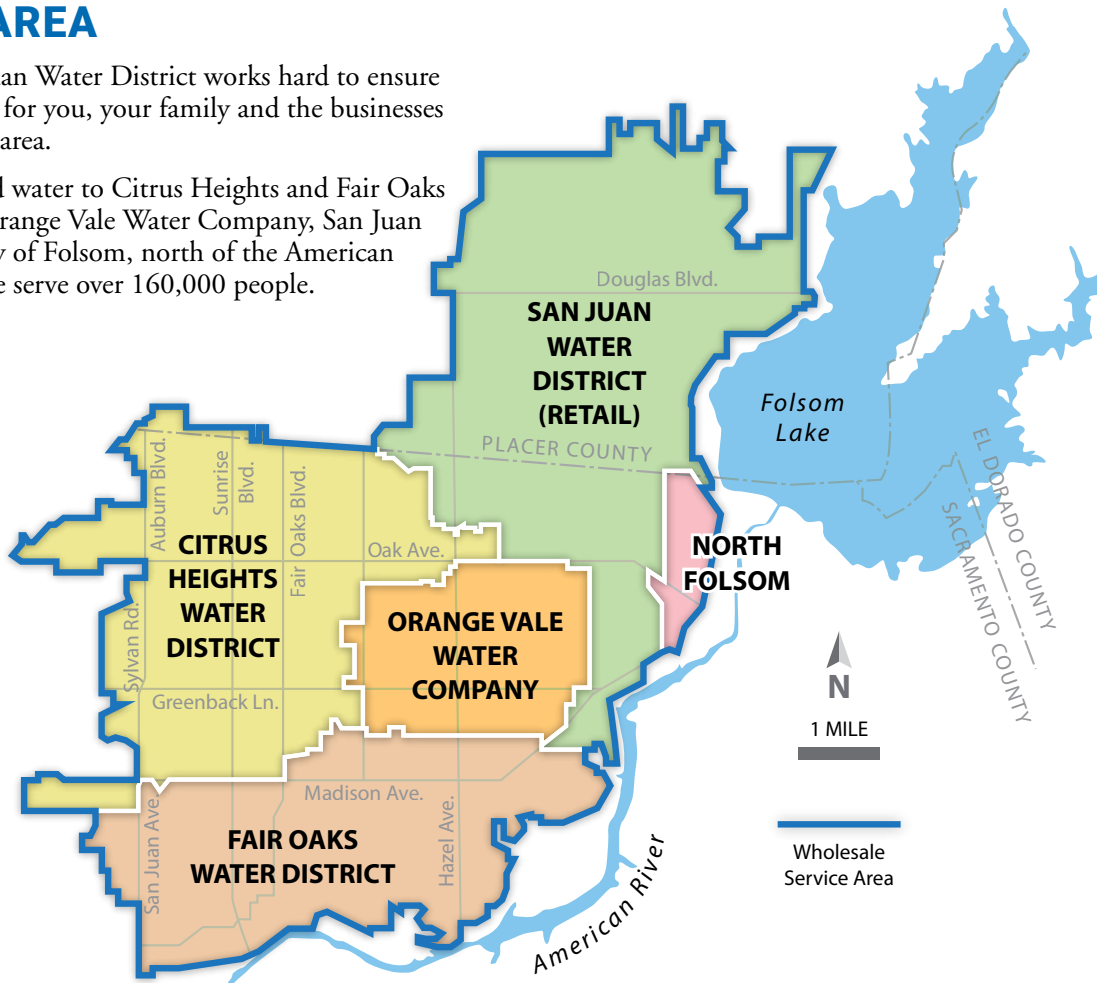 AREA
an Water District works hard to ensure
for you, your family and the businesses
area.
water to Citrus Heights and Fair Oaks
range Vale Water Company, San Juan
y of Folsom, north of the American
e serve over 160,000 people.
Douglas Blvd.
SAN JUAN
WATER
DISTRICT
(RETAIL)
Folsom
Lake
PLACER COUNTY
EL DORADO COUNTY
SACRAMENTO COUNTY
Auburn Blvd.
Sunrise
Blvd.
Fair Oaks Blvd.
Oak Ave.
CITRUS
HEIGHTS
WATER
DISTRICT
NORTH
FOLSOM
Sylvan Rd.
ORANGE VALE
WATER
COMPANY
Greenback Ln.
N
1 MILE
Madison Ave.
San Juan Ave.
Hazel Ave.
FAIR OAKS
WATER DISTRICT
American River
Wholesale
Service Area